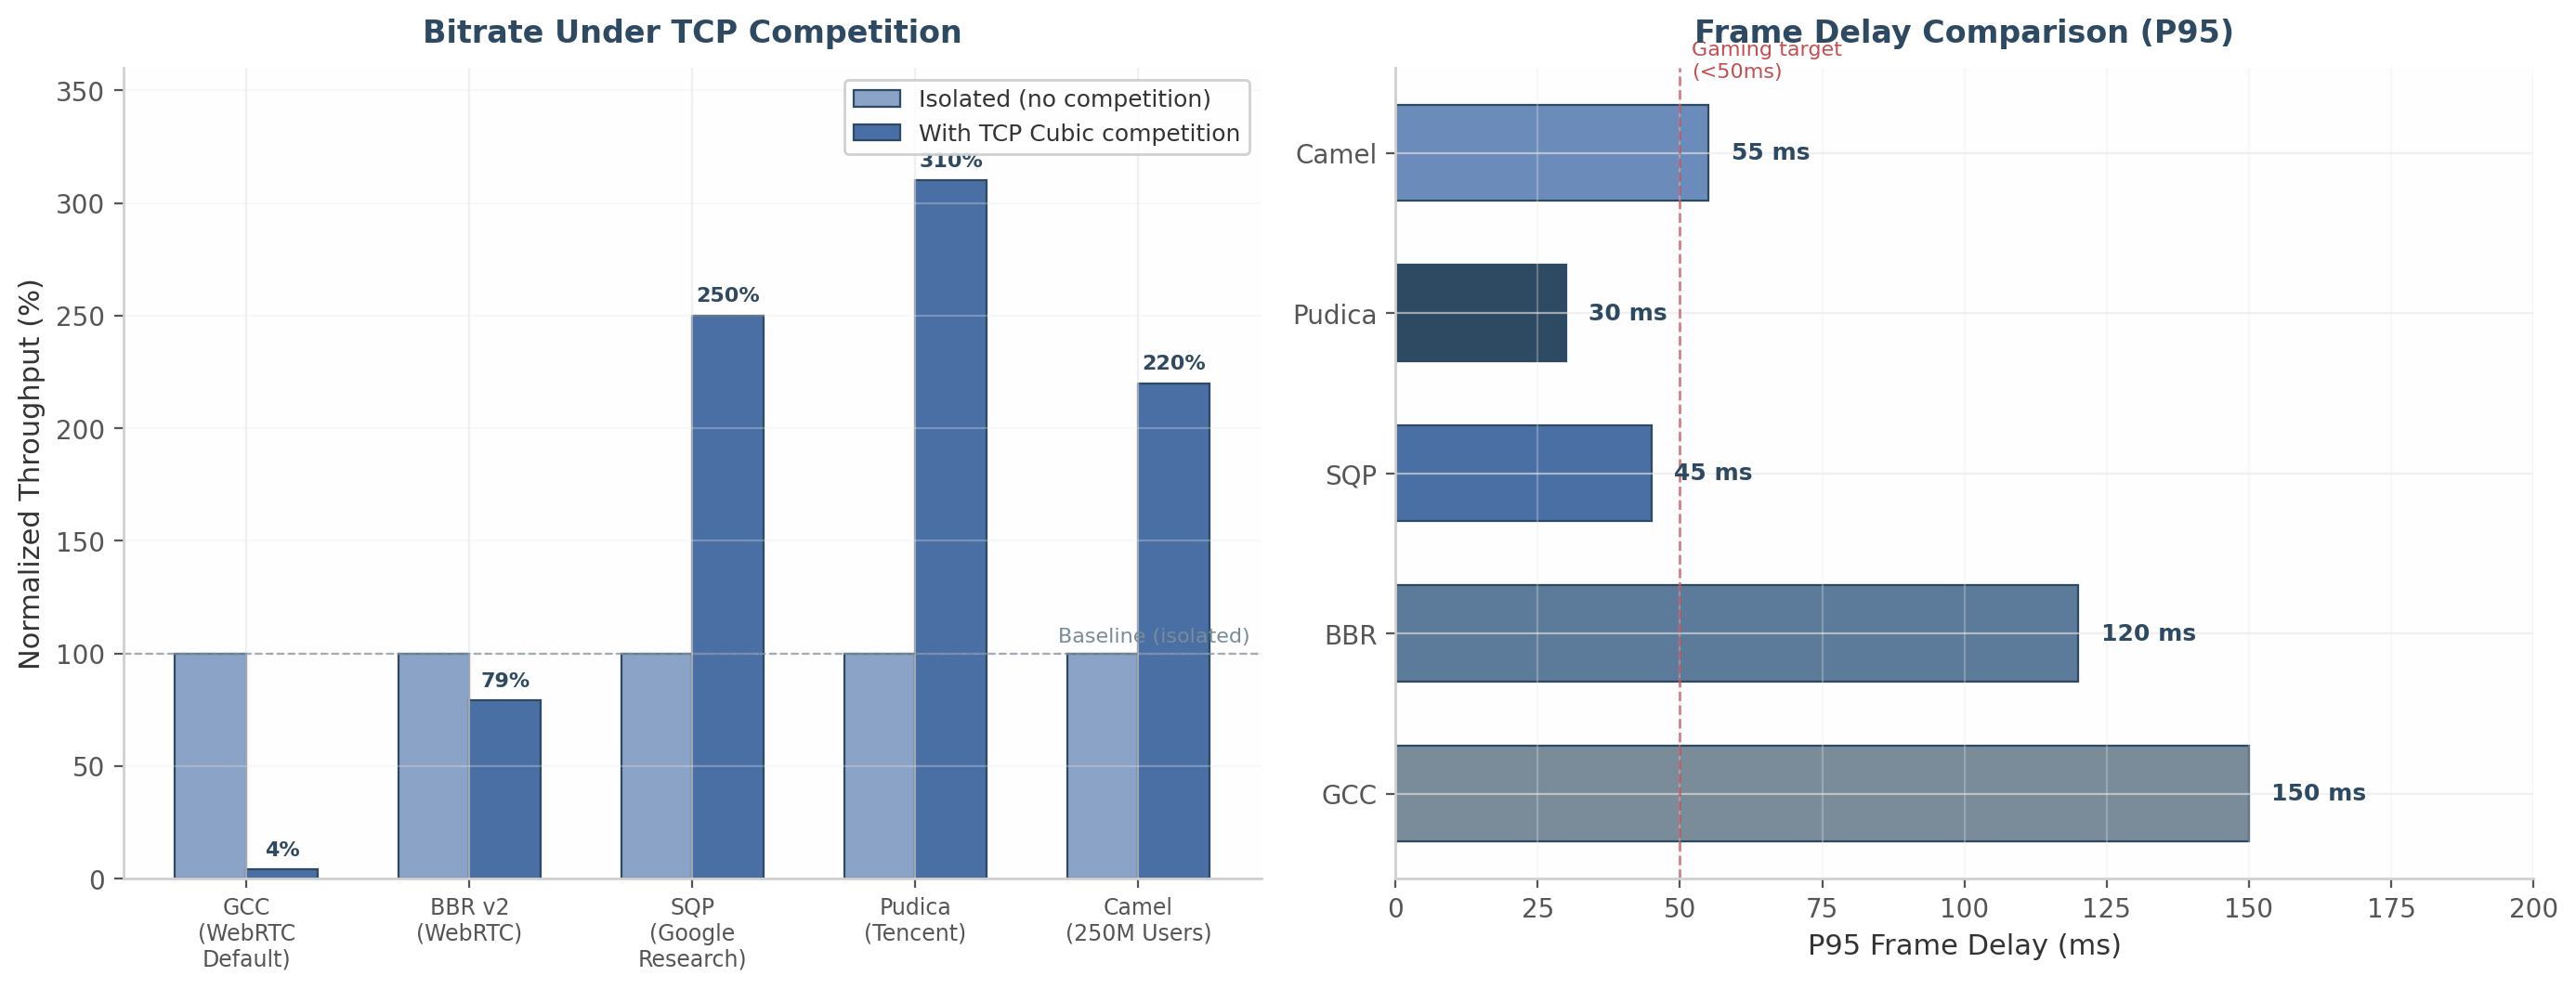 Bitrate Under TCP Competition
Normalized Throughput (%)
350
300
250
200
150
100
50
0
Isolated (no competition)
With TCP Cubic competition
4%
79%
250%
310%
220%
Baseline (isolated)
GCC
(WebRTC
Default)
BBR v2
(WebRTC)
SQP
(Google
Research)
Pudica
(Tencent)
Camel
(250M Users)
Frame Delay Comparison (P95)
Gaming target
(<50ms)
Camel
55 ms
Pudica
30 ms
SQP
45 ms
BBR
120 ms
GCC
150 ms
0 25 50 75 100 125 150 175 200
P95 Frame Delay (ms)